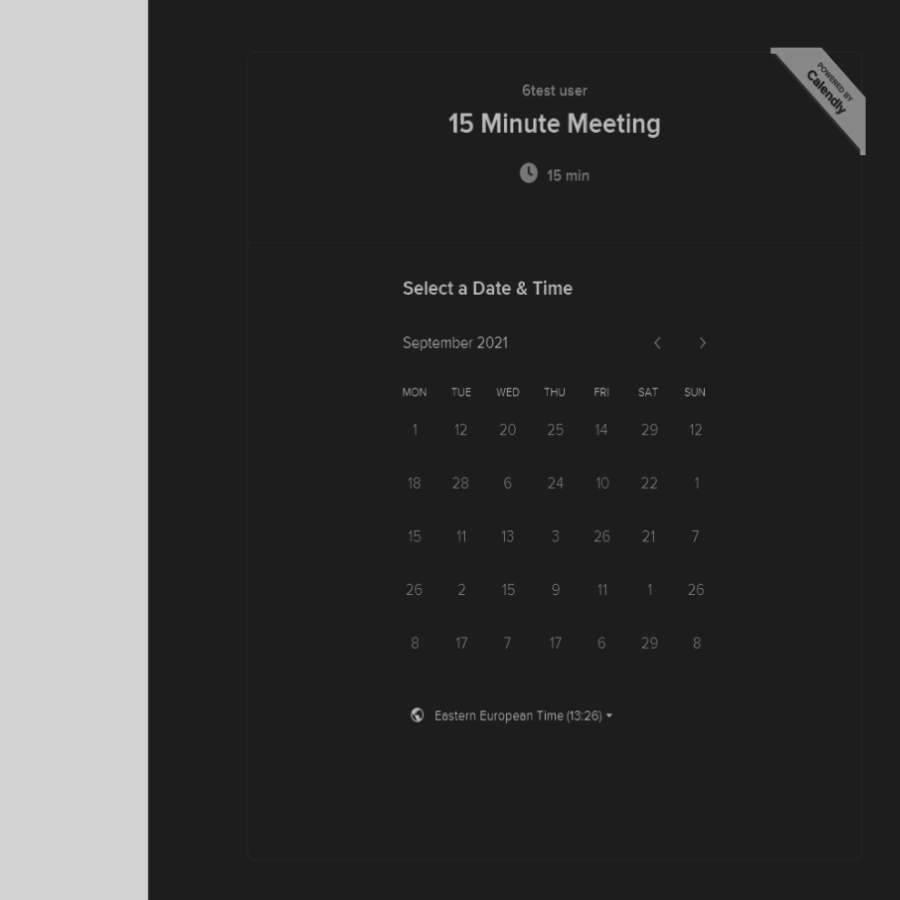 POWERED BY
Calendly
6test user
15 Minute Meeting
15 min
Select a Date & Time
September 2021
MON TUE WED THU FRI SAT SUN
1 12 20 25 14 29 12
18 28 6 24 10 22 1
15 11 13 3 26 21 7
26 2 15 9 11 1 26
8 17 7 17 6 29 8
Eastern European Time (13:26)